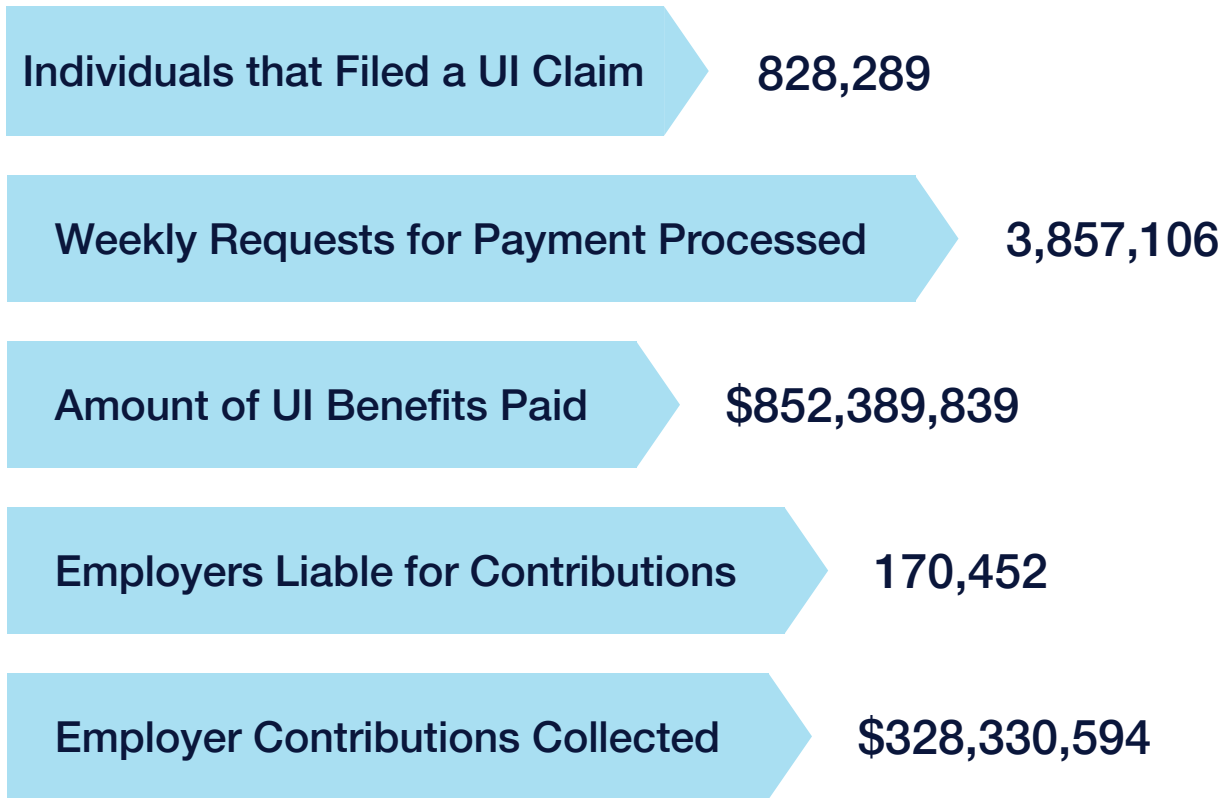 Individuals that Filed a UI Claim 828,289
Weekly Requests for Payment Processed 3,857,106
Amount of UI Benefits Paid $852,389,839
Employers Liable for Contributions 170,452
Employer Contributions Collected $328,330,594